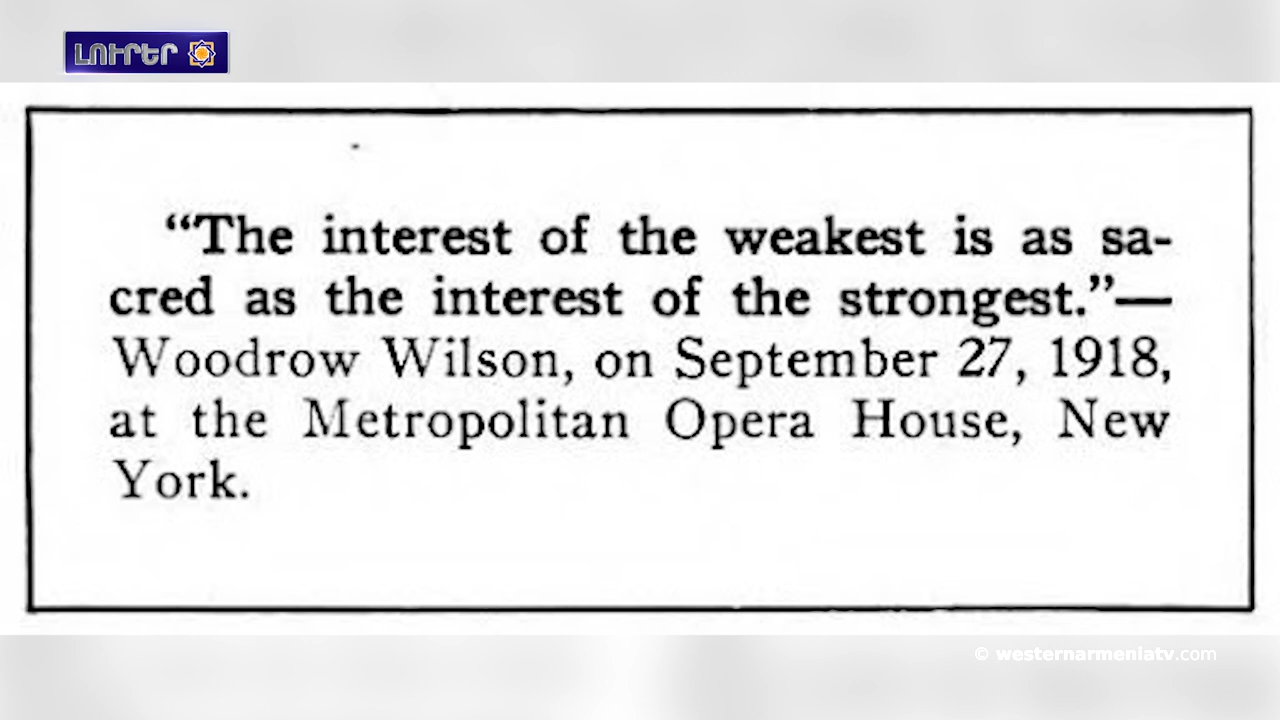 ԼՈՒՐԵՐ
“The interest of the weakest is as sa-
cred as the interest of the strongest.”—
Woodrow Wilson, on September 27, 1918,
at the Metropolitan Opera House, New
York.
© westernarmeniatv.com